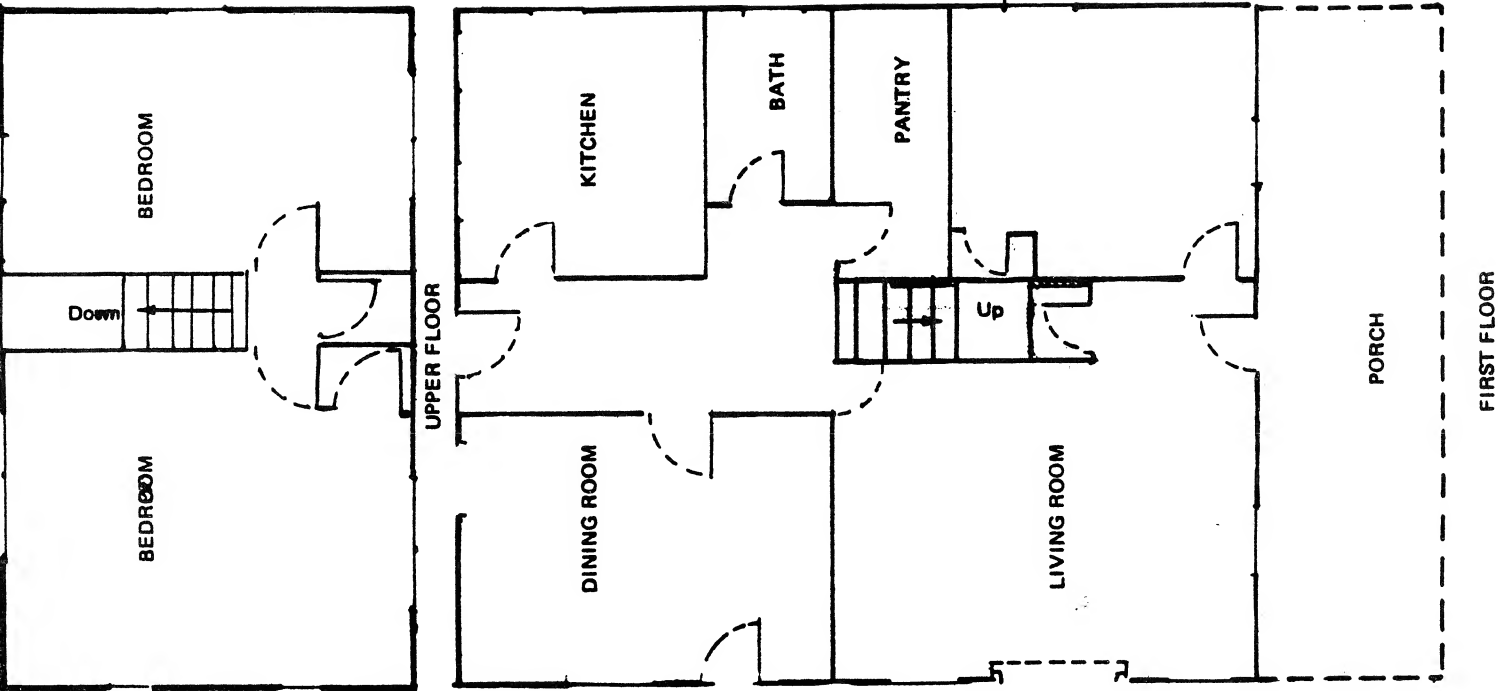 BEDROOM
BEDROOM
Down
UPPER FLOOR
KITCHEN
BATH
PANTRY
Up
DINING ROOM
LIVING ROOM
PORCH
FIRST FLOOR